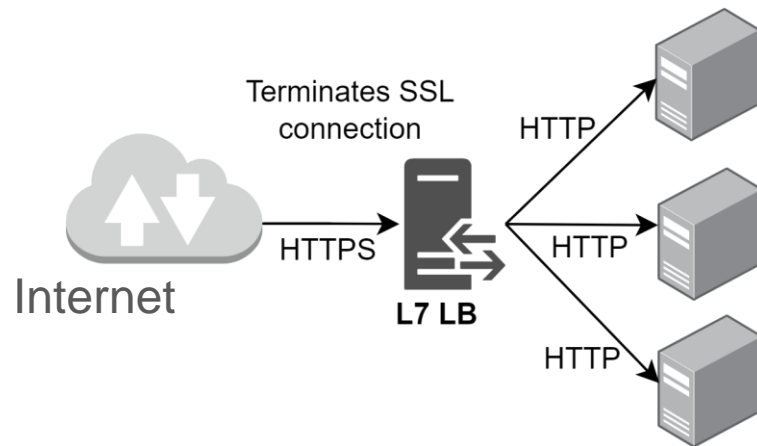 Terminates SSL
connection
HTTP
HTTPS
HTTP
Internet
L7 LB
HTTP